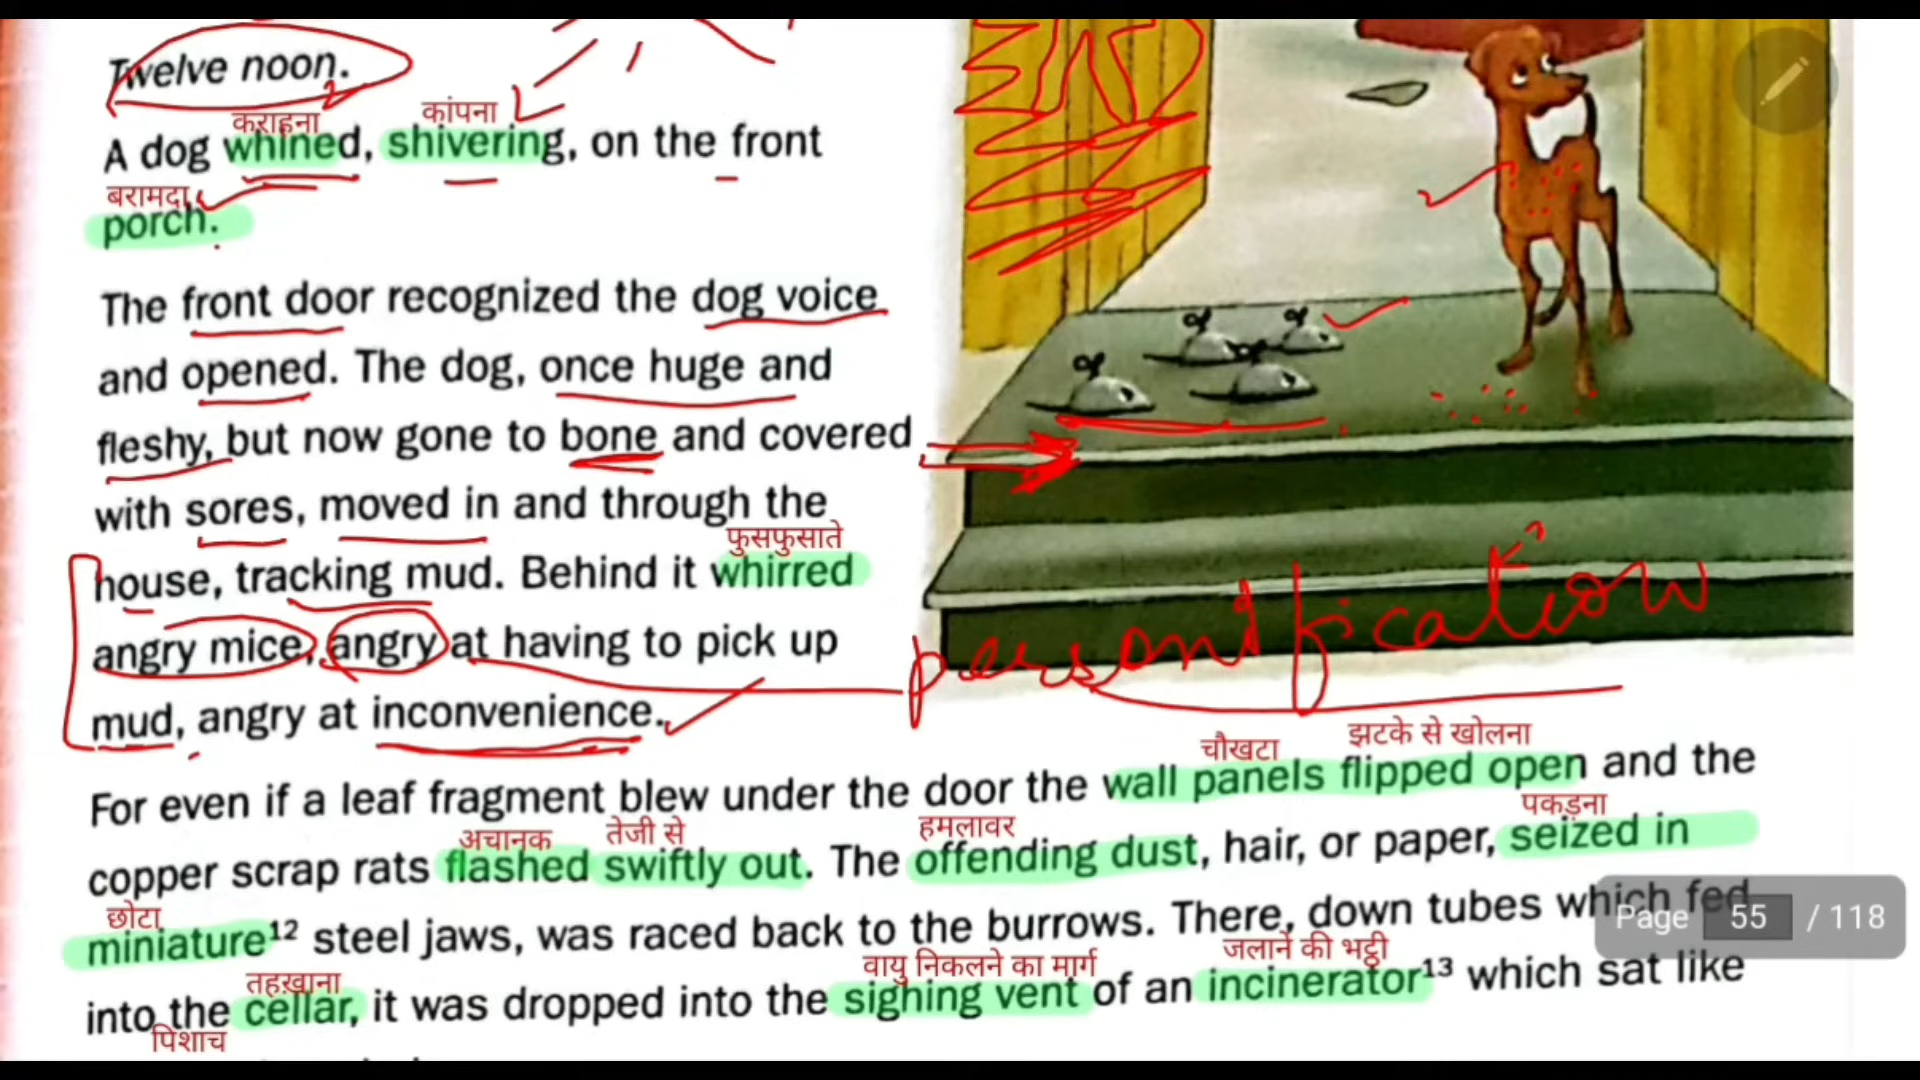 Twelve noon.
कराहना कांपना
A dog whined, shivering, on the front
बरामदा
porch.
The front door recognized the dog voice
and opened. The dog, once huge and
fleshy, but now gone to bone and covered
with sores, moved in and through the
फुसफुसाते
house, tracking mud. Behind it whirred
angry mice, angry at having to pick up
personification
mud, angry at inconvenience.
चौखटा झटके से खोलना
For even if a leaf fragment blew under the door the wall panels flipped open and the
अचानक तेजी से हमलावर पकड़ना
copper scrap rats flashed swiftly out. The offending dust, hair, or paper, seized in
छोटा
miniature¹² steel jaws, was raced back to the burrows. There, down tubes which fed
Page 55 / 118
तहख़ाना वायु निकलने का मार्ग जलाने की भट्ठी
into the cellar, it was dropped into the sighing vent of an incinerator¹³ which sat like
पिशाच